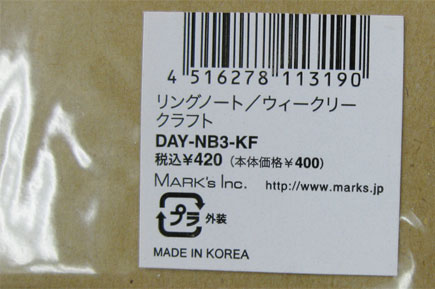 4 516278 113190
リングノート／ウィークリー
クラフト
DAY-NB3-KF
税込¥420（本体価格¥400）
MARK's Inc. http://www.marks.jp
プラ 外装
MADE IN KOREA